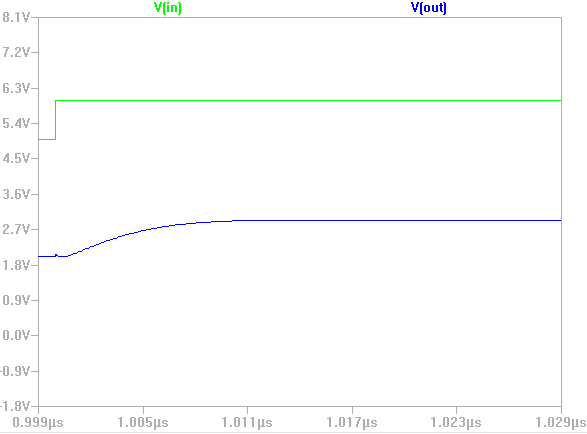 V(in) V(out)
8.1V
7.2V
6.3V
5.4V
4.5V
3.6V
2.7V
1.8V
0.9V
0.0V
-0.9V
-1.8V
0.999µs 1.005µs 1.011µs 1.017µs 1.023µs 1.029µs